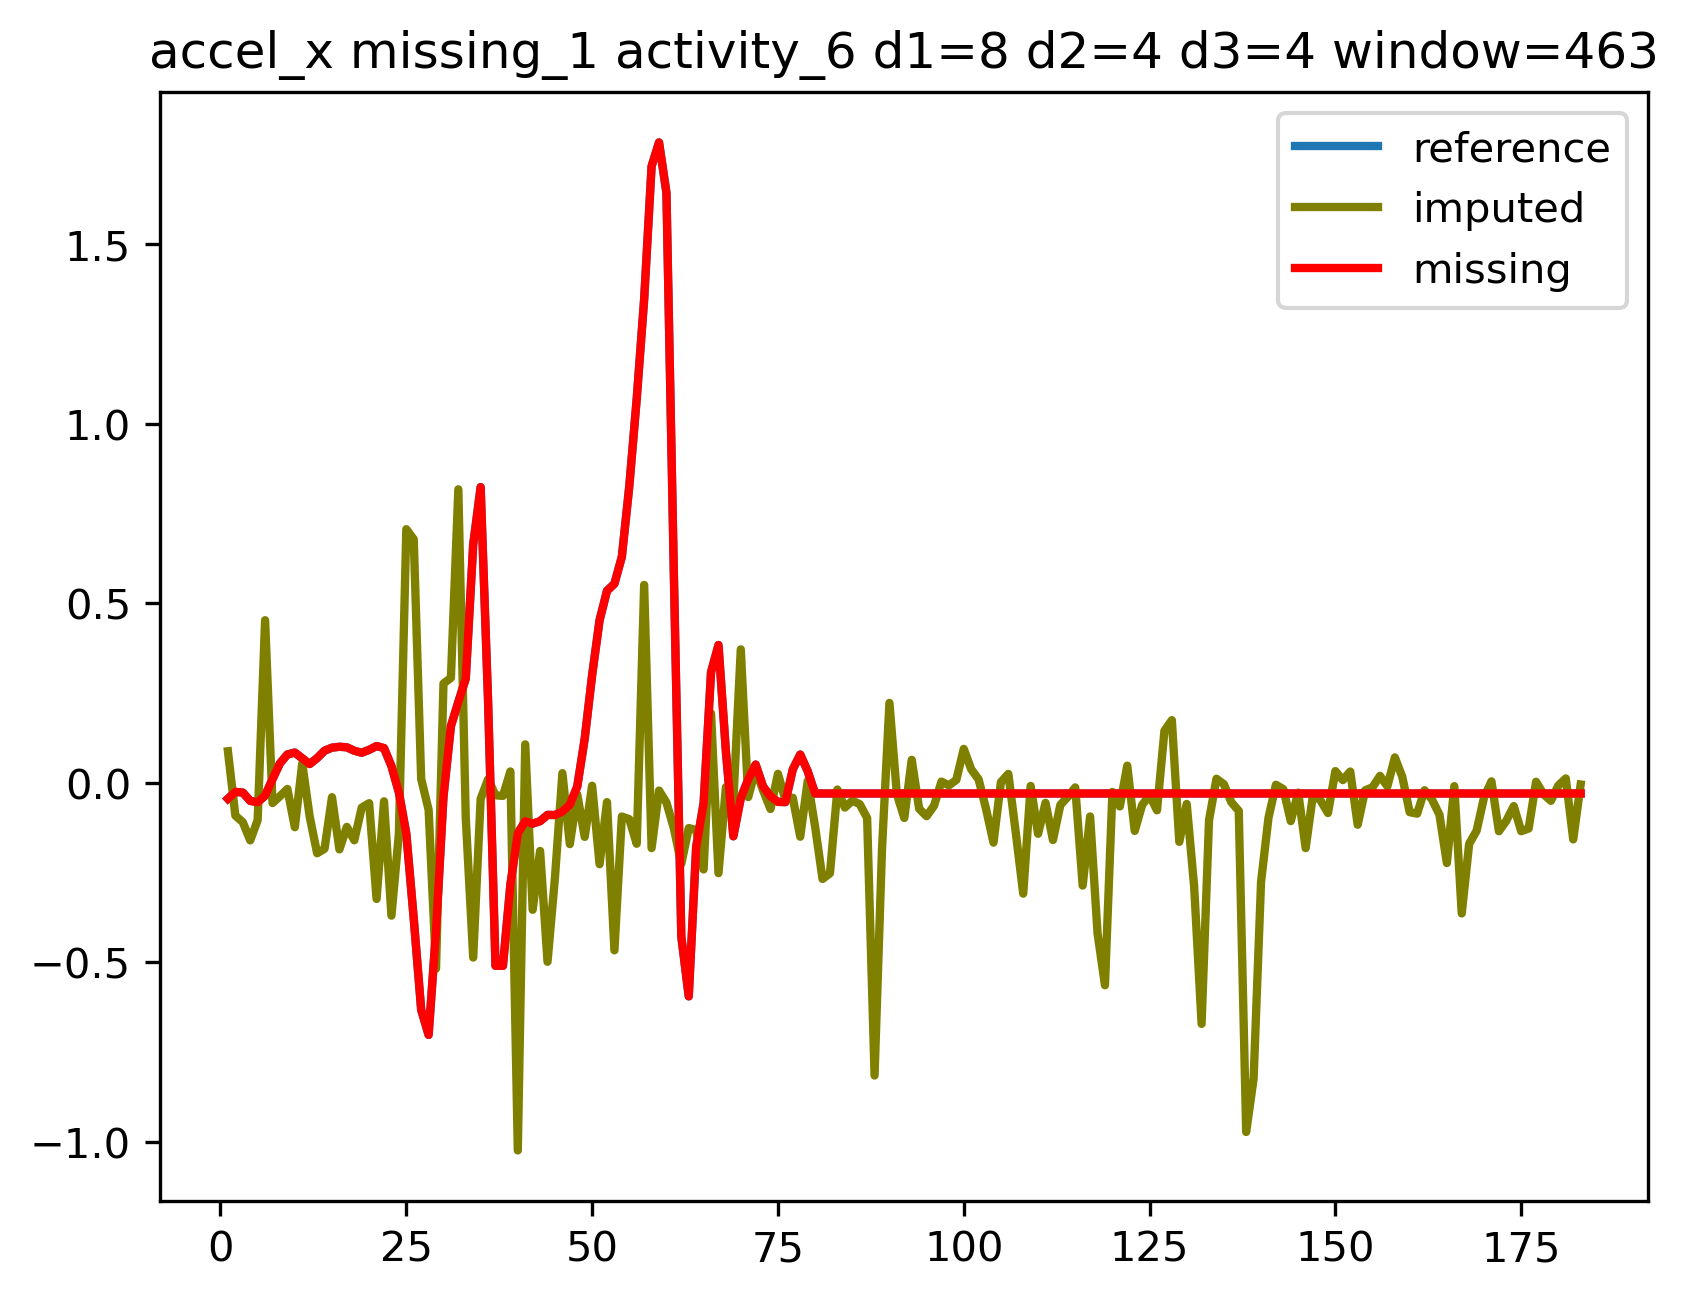 accel_x missing_1 activity_6 d1=8 d2=4 d3=4 window=463
reference
imputed
missing
1.5
1.0
0.5
0.0
−0.5
−1.0
0 25 50 75 100 125 150 175